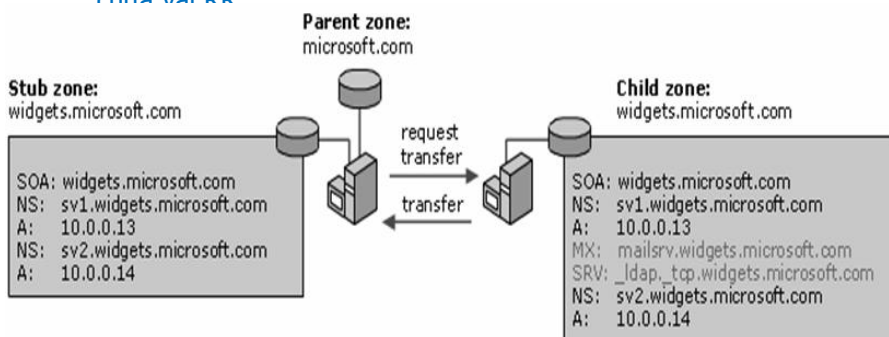 Parent zone:
microsoft.com
Stub zone:
widgets.microsoft.com
Child zone:
widgets.microsoft.com
request
transfer
transfer
SOA: widgets.microsoft.com
NS: sv1.widgets.microsoft.com
A: 10.0.0.13
NS: sv2.widgets.microsoft.com
A: 10.0.0.14
SOA: widgets.microsoft.com
NS: sv1.widgets.microsoft.com
A: 10.0.0.13
MX: mailsrv.widgets.microsoft.com
SRV: _ldap._tcp.widgets.microsoft.com
NS: sv2.widgets.microsoft.com
A: 10.0.0.14